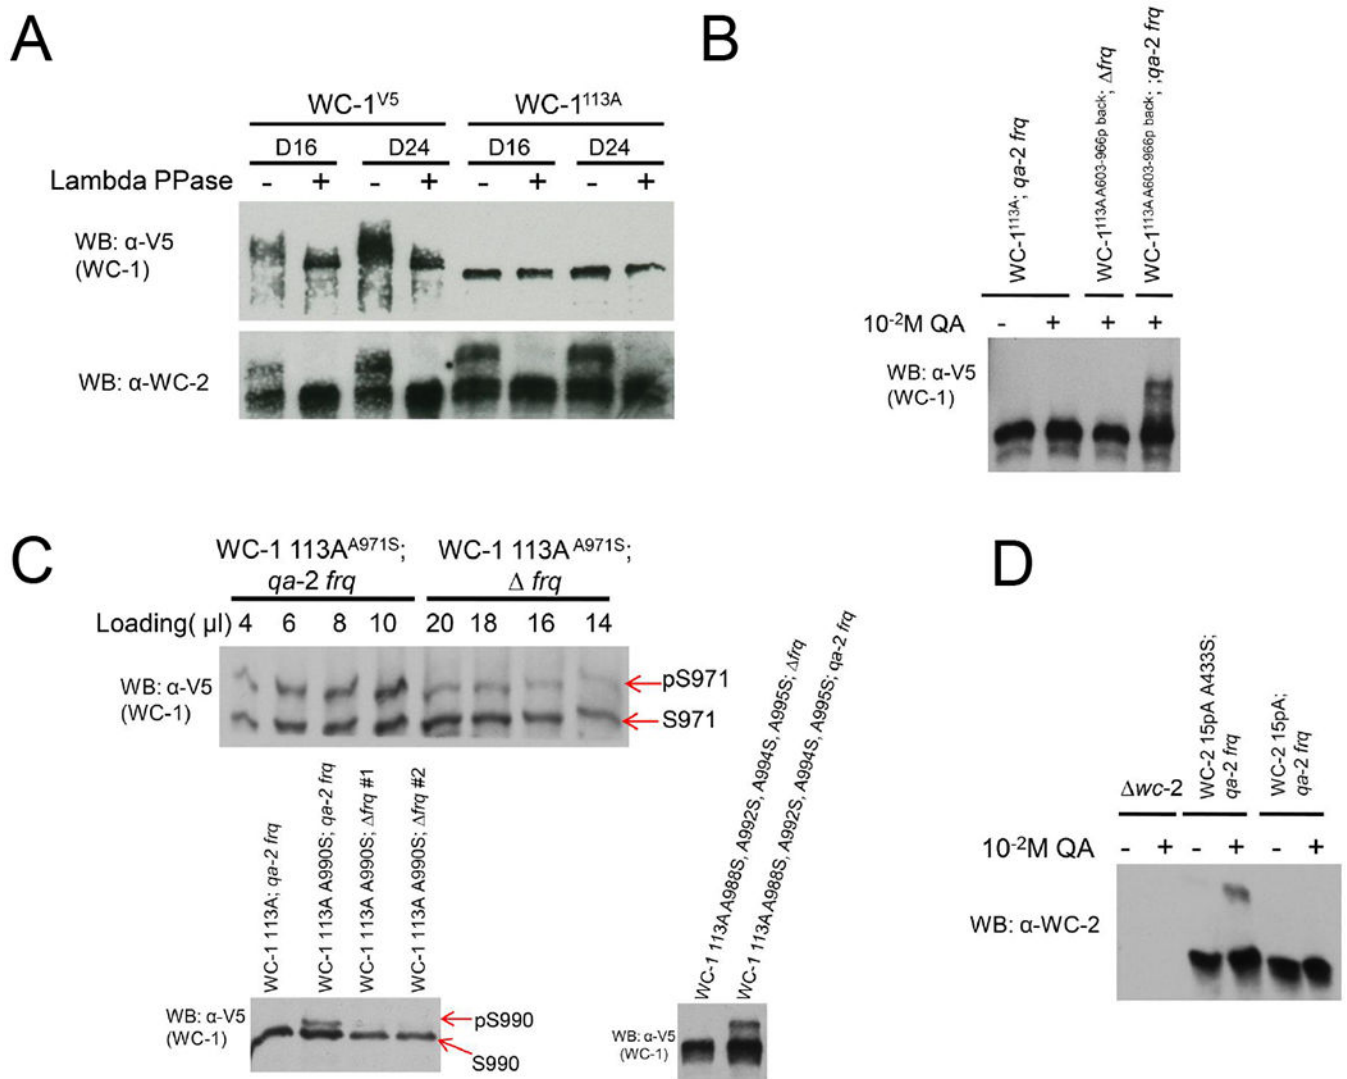 A
WC-1V5
WC-1113A
D16
D24
D16
D24
Lambda PPase
-
+
-
+
-
+
-
+
WB: α-V5
(WC-1)
WB: α-WC-2
B
WC-1113A; qa-2 frq
WC-1113A A603-966p back; Δfrq
WC-1113A A603-966p back; ;qa-2 frq
10-2M QA
-
+
+
+
WB: α-V5
(WC-1)
C
WC-1 113AA971S;
qa-2 frq
WC-1 113A A971S;
Δ frq
Loading( µl)
4
6
8
10
20
18
16
14
WB: α-V5
(WC-1)
pS971
S971
WC-1 113A; qa-2 frq
WC-1 113A A990S; qa-2 frq
WC-1 113A A990S; Δfrq #1
WC-1 113A A990S; Δfrq #2
WB: α-V5
(WC-1)
pS990
S990
WC-1 113A A988S, A992S, A994S, A995S; Δfrq
WC-1 113A A988S, A992S, A994S, A995S; qa-2 frq
WB: α-V5
(WC-1)
D
Δwc-2
WC-2 15pA A433S;
qa-2 frq
WC-2 15pA;
qa-2 frq
10-2M QA
-
+
-
+
-
+
WB: α-WC-2